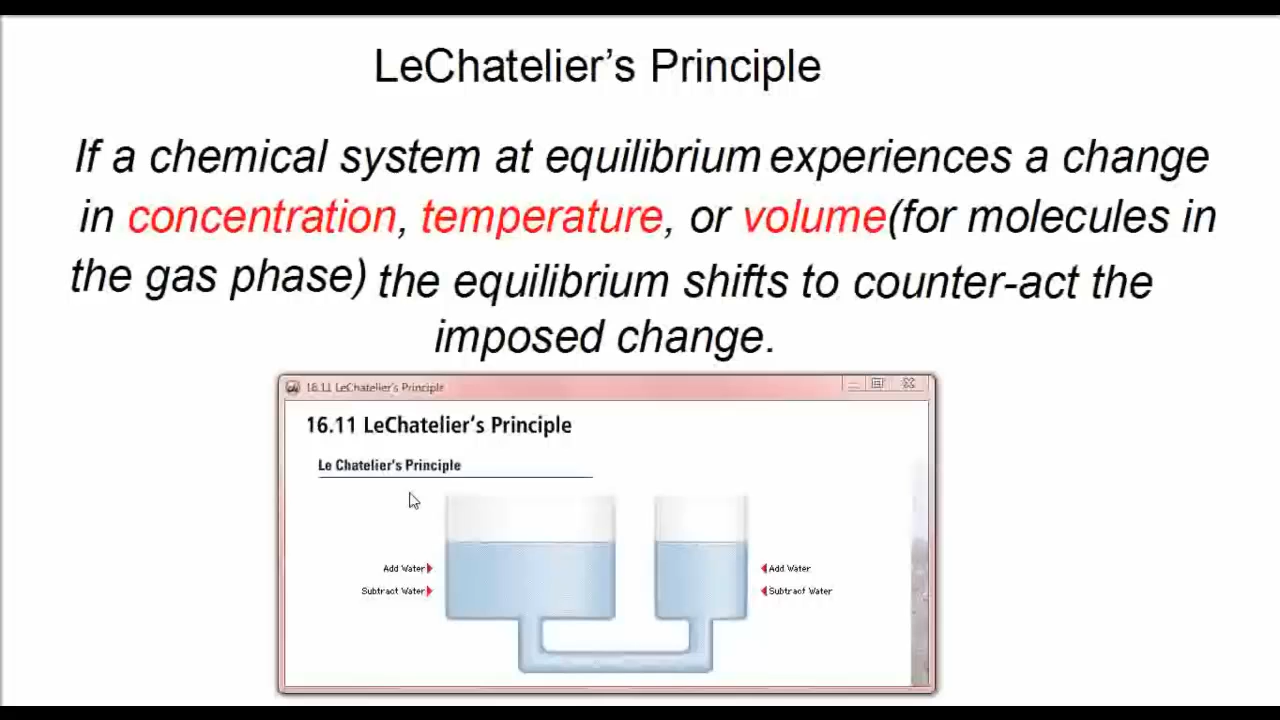 LeChatelier’s Principle
If a chemical system at equilibrium experiences a change
in concentration, temperature, or volume(for molecules in
the gas phase) the equilibrium shifts to counter-act the
imposed change.
16.11 LeChatelier's Principle
16.11 LeChatelier's Principle
Le Chatelier's Principle
Add Water
Add Water
Subtract Water
Subtract Water